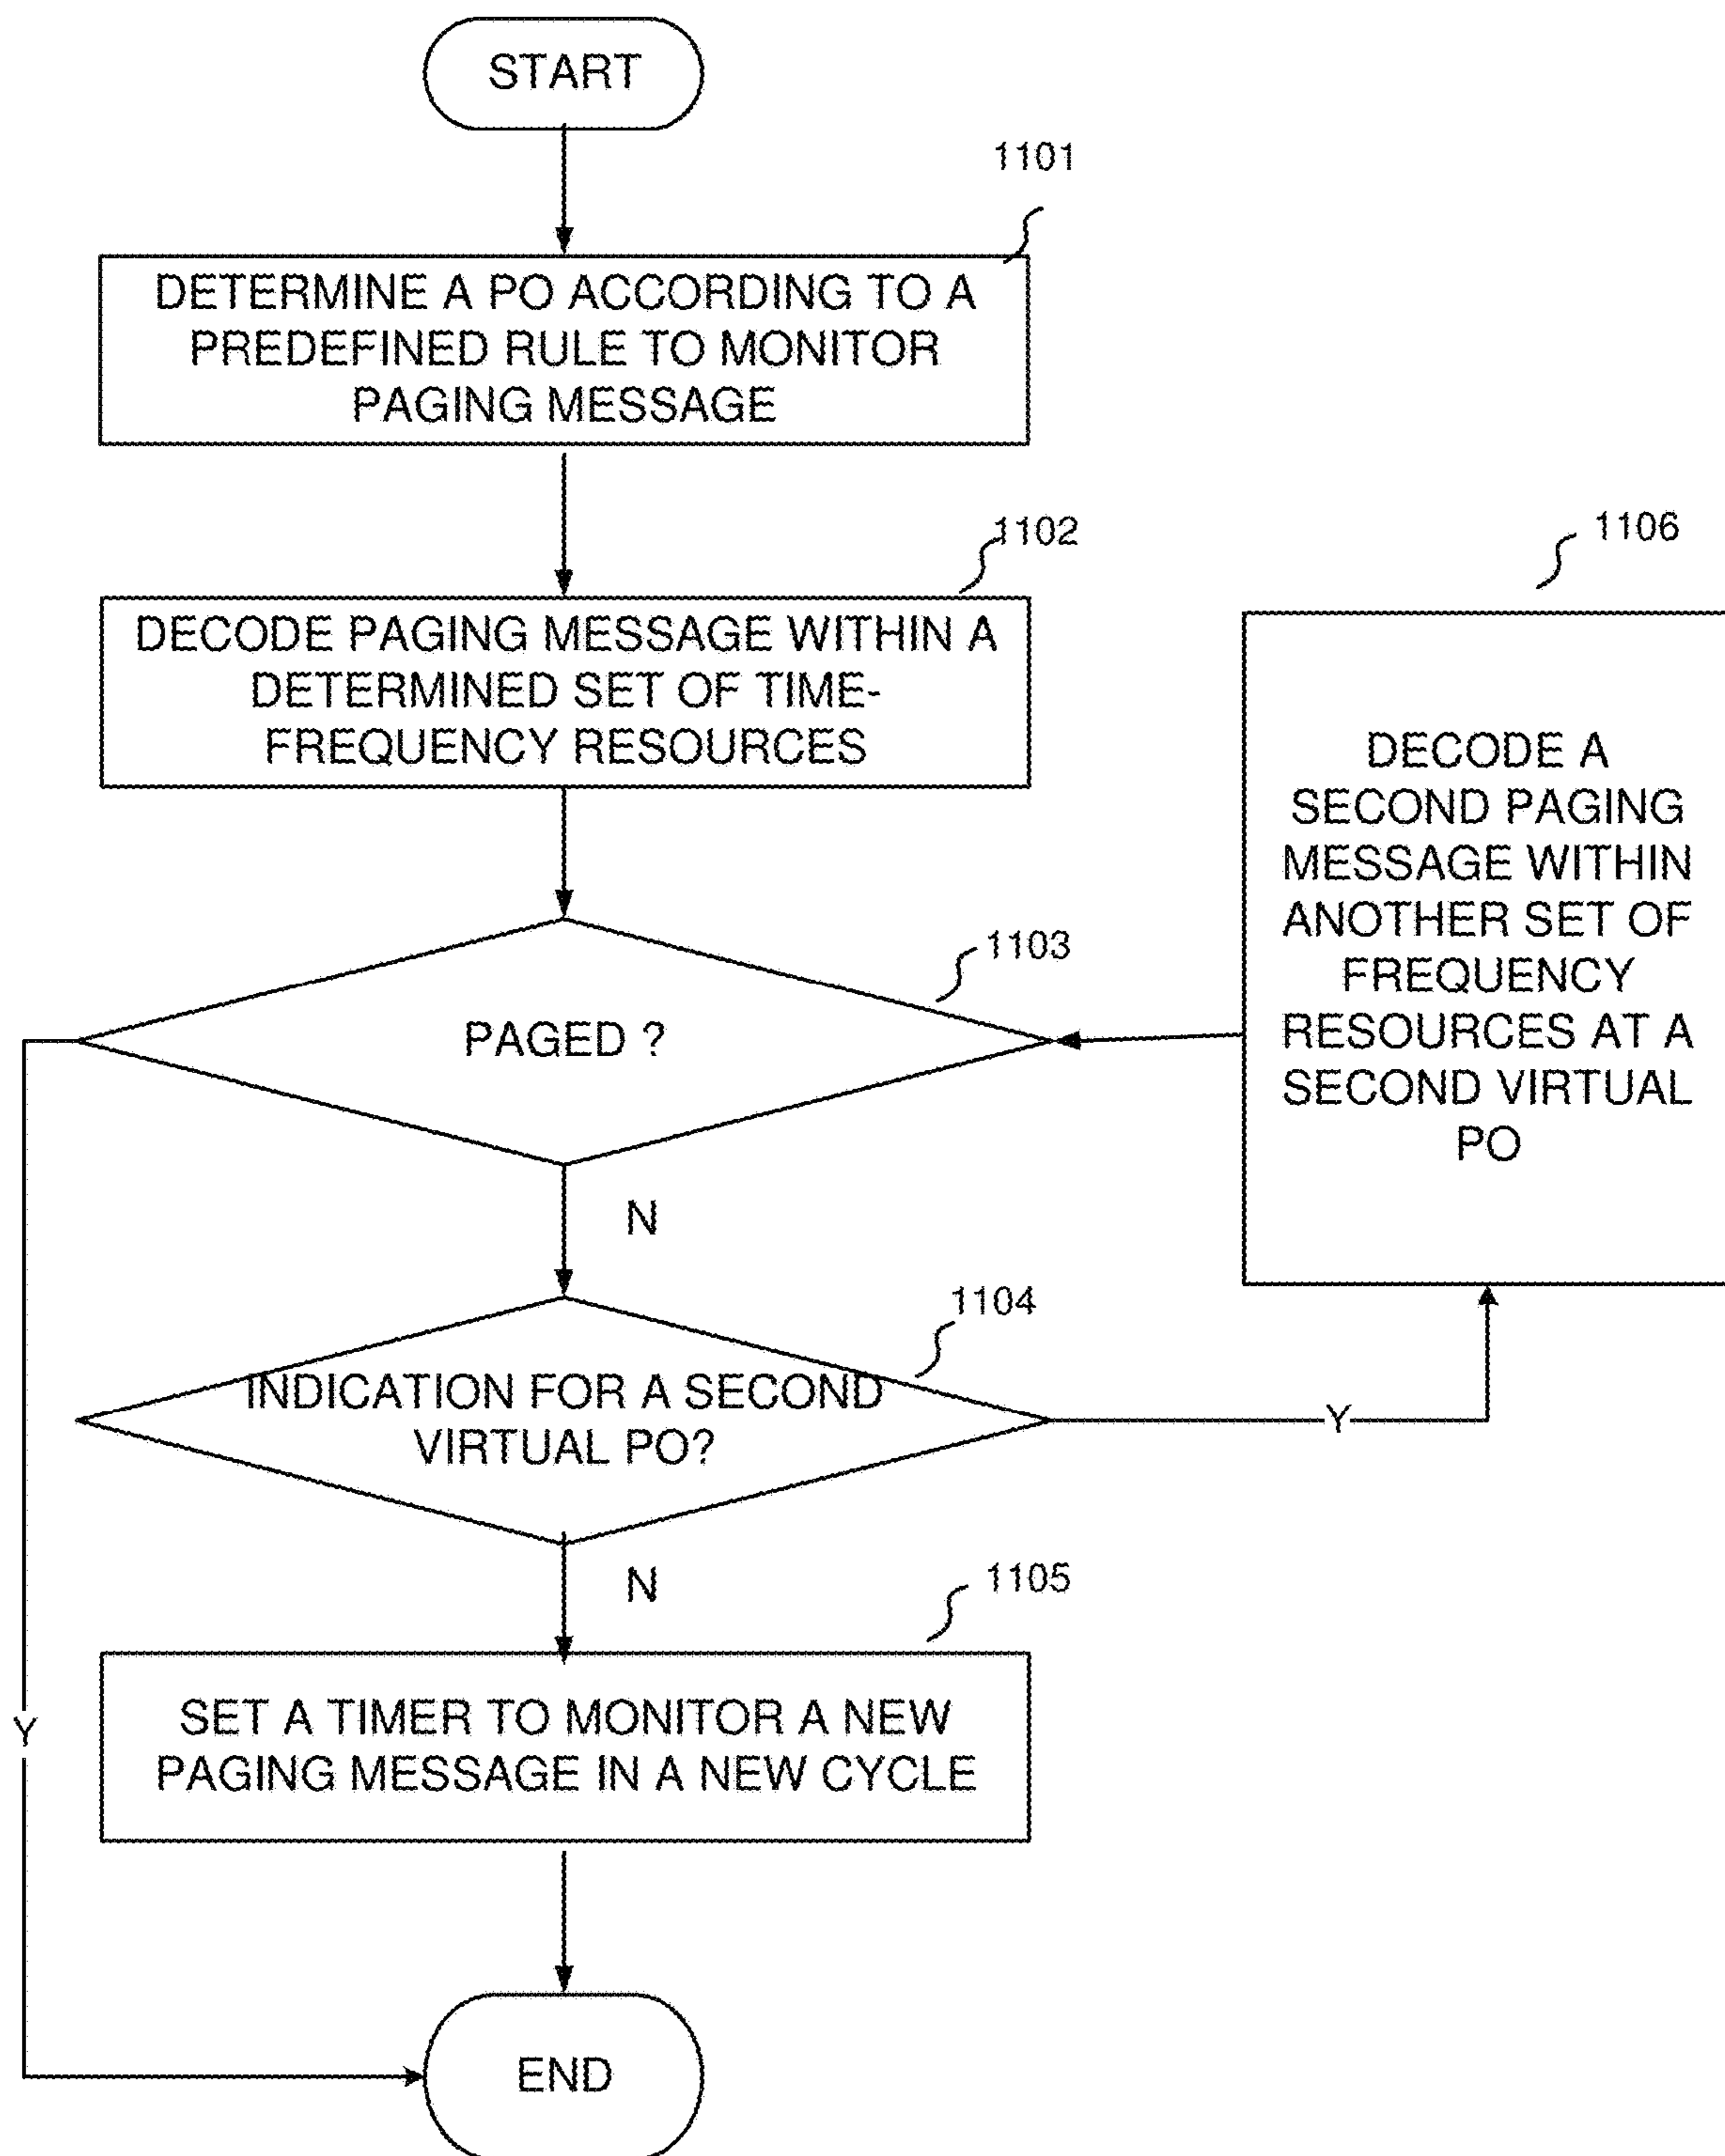 START
1101
DETERMINE A PO ACCORDING TO A
PREDEFINED RULE TO MONITOR
PAGING MESSAGE
1102
DECODE PAGING MESSAGE WITHIN A
DETERMINED SET OF TIME-
FREQUENCY RESOURCES
1106
DECODE A
SECOND PAGING
MESSAGE WITHIN
ANOTHER SET OF
FREQUENCY
RESOURCES AT A
SECOND VIRTUAL
PO
1103
PAGED ?
N
1104
INDICATION FOR A SECOND
VIRTUAL PO?
Y
N
1105
SET A TIMER TO MONITOR A NEW
PAGING MESSAGE IN A NEW CYCLE
Y
END